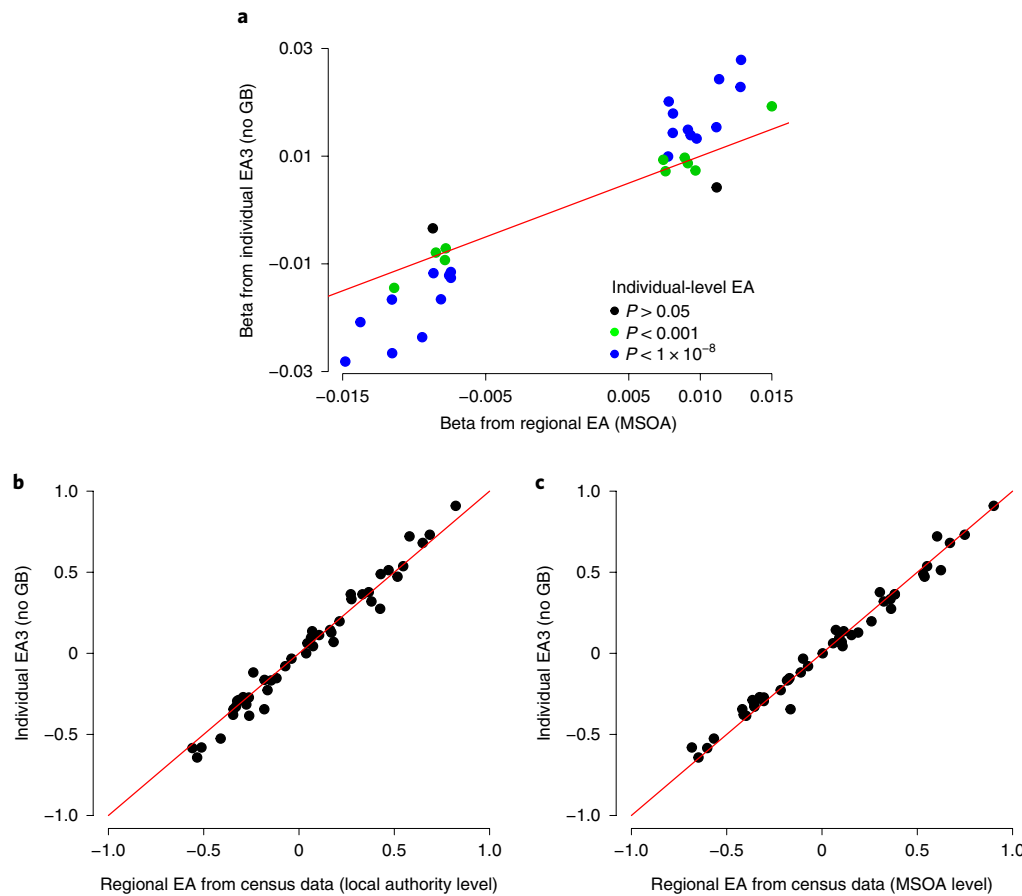 a
0.03
0.01
−0.01
−0.03
Beta from individual EA3 (no GB)
Individual-level EA
P > 0.05
P < 0.001
P < 1 × 10⁻⁸
−0.015
−0.005
0.005
0.010
0.015
Beta from regional EA (MSOA)
b
1.0
0.5
0
−0.5
−1.0
Individual EA3 (no GB)
−1.0
−0.5
0
0.5
1.0
Regional EA from census data (local authority level)
c
1.0
0.5
0
−0.5
−1.0
Individual EA3 (no GB)
−1.0
−0.5
0
0.5
1.0
Regional EA from census data (MSOA level)